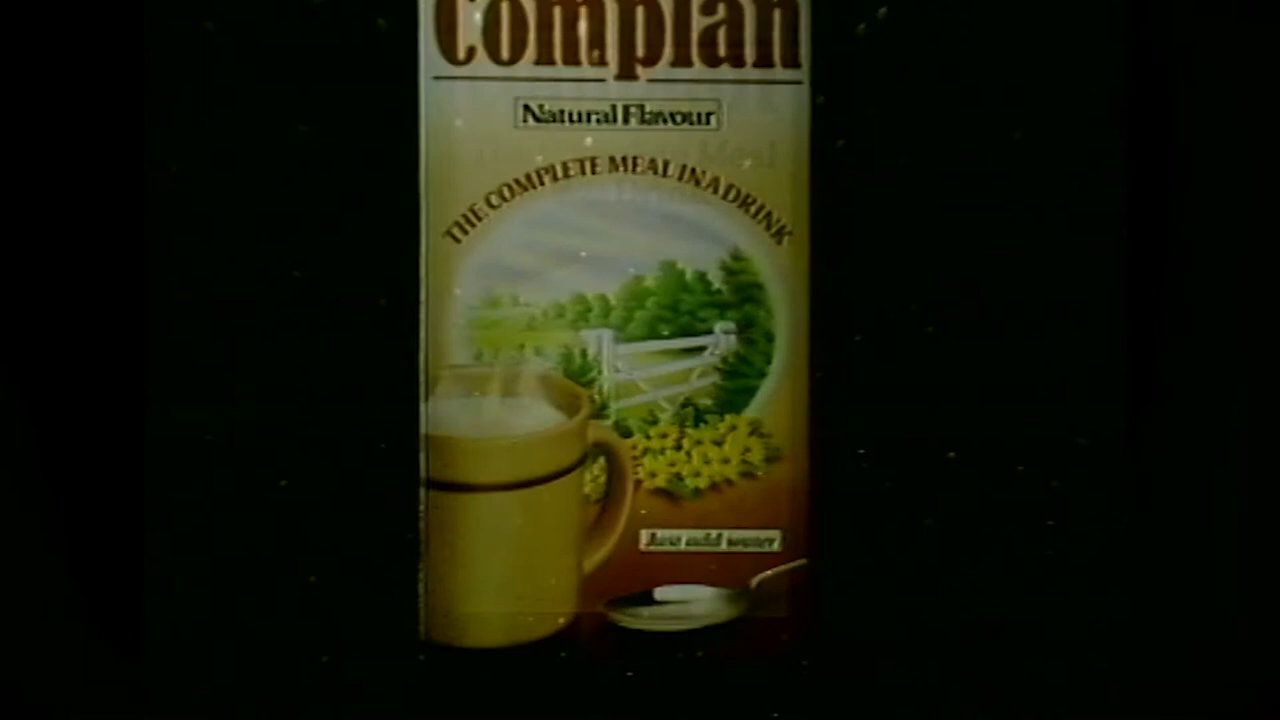 Complan
Natural Flavour
THE COMPLETE MEAL IN A DRINK
Just add water